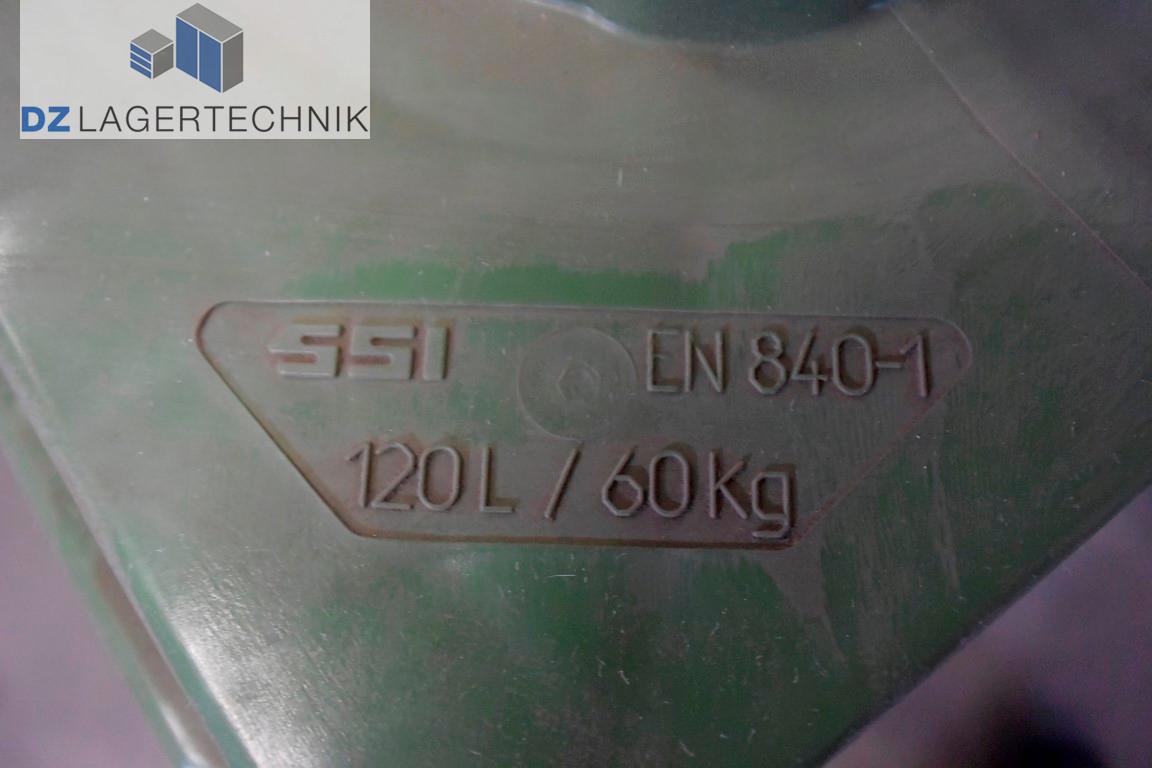 DZ LAGERTECHNIK
SSI EN 840-1
120L / 60Kg